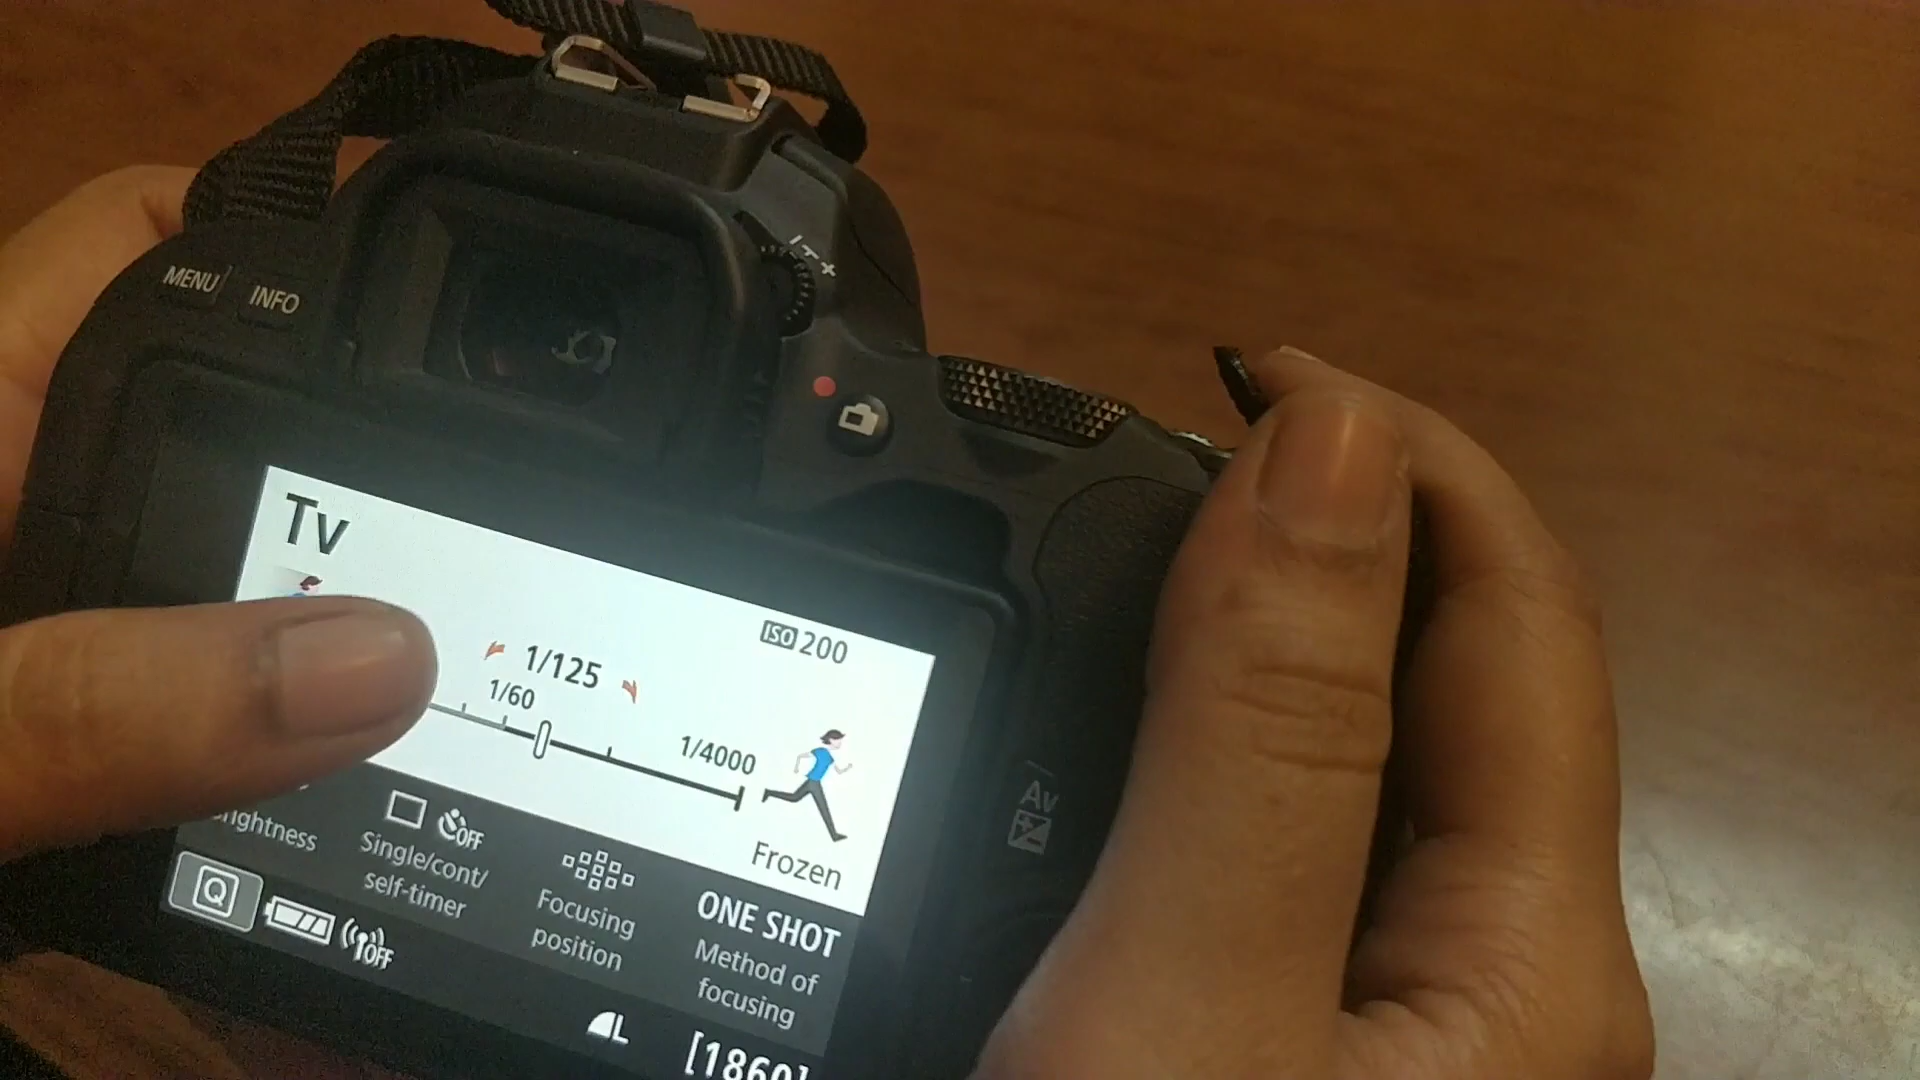 MENU
INFO
Tv
ISO 200
1/125
1/60
1/4000
Frozen
OFF
Single/cont/
self-timer
Focusing
position
ONE SHOT
Method of
focusing
Q
OFF
L
Av